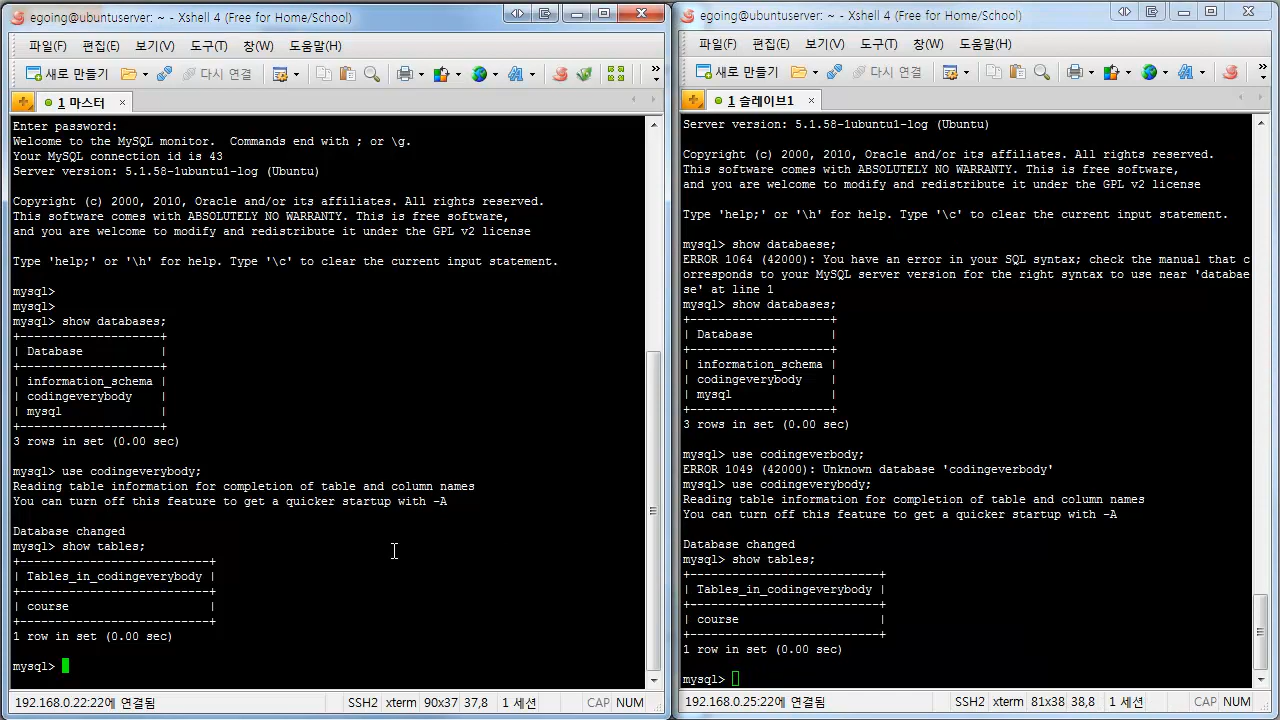 egoing@ubuntuserver: ~ - Xshell 4 (Free for Home/School)
파일(F) 편집(E) 보기(V) 도구(T) 창(W) 도움말(H)
새로 만들기 다시 연결
1 마스터
Enter password:
Welcome to the MySQL monitor.  Commands end with ; or \g.
Your MySQL connection id is 43
Server version: 5.1.58-1ubuntu1-log (Ubuntu)
Copyright (c) 2000, 2010, Oracle and/or its affiliates. All rights reserved.
This software comes with ABSOLUTELY NO WARRANTY. This is free software,
and you are welcome to modify and redistribute it under the GPL v2 license
Type 'help;' or '\h' for help. Type '\c' to clear the current input statement.
mysql>
mysql>
mysql> show databases;
+--------------------+
| Database           |
+--------------------+
| information_schema |
| codingeverybody    |
| mysql              |
+--------------------+
3 rows in set (0.00 sec)
mysql> use codingeverybody;
Reading table information for completion of table and column names
You can turn off this feature to get a quicker startup with -A
Database changed
mysql> show tables;
+---------------------------+
| Tables_in_codingeverybody |
+---------------------------+
| course                    |
+---------------------------+
1 row in set (0.00 sec)
mysql>
192.168.0.22:22에 연결됨 SSH2 xterm 90x37 37,8 1 세션 CAP NUM
egoing@ubuntuserver: ~ - Xshell 4 (Free for Home/School)
파일(F) 편집(E) 보기(V) 도구(T) 창(W) 도움말(H)
새로 만들기 다시 연결
1 슬레이브1
Server version: 5.1.58-1ubuntu1-log (Ubuntu)
Copyright (c) 2000, 2010, Oracle and/or its affiliates. All rights reserved.
This software comes with ABSOLUTELY NO WARRANTY. This is free software,
and you are welcome to modify and redistribute it under the GPL v2 license
Type 'help;' or '\h' for help. Type '\c' to clear the current input statement.
mysql> show databaese;
ERROR 1064 (42000): You have an error in your SQL syntax; check the manual that c
orresponds to your MySQL server version for the right syntax to use near 'databae
se' at line 1
mysql> show databases;
+--------------------+
| Database           |
+--------------------+
| information_schema |
| codingeverybody    |
| mysql              |
+--------------------+
3 rows in set (0.00 sec)
mysql> use codingeverbody;
ERROR 1049 (42000): Unknown database 'codingeverbody'
mysql> use codingeverybody;
Reading table information for completion of table and column names
You can turn off this feature to get a quicker startup with -A
Database changed
mysql> show tables;
+---------------------------+
| Tables_in_codingeverybody |
+---------------------------+
| course                    |
+---------------------------+
1 row in set (0.00 sec)
mysql>
192.168.0.25:22에 연결됨 SSH2 xterm 81x38 38,8 1 세션 CAP NUM